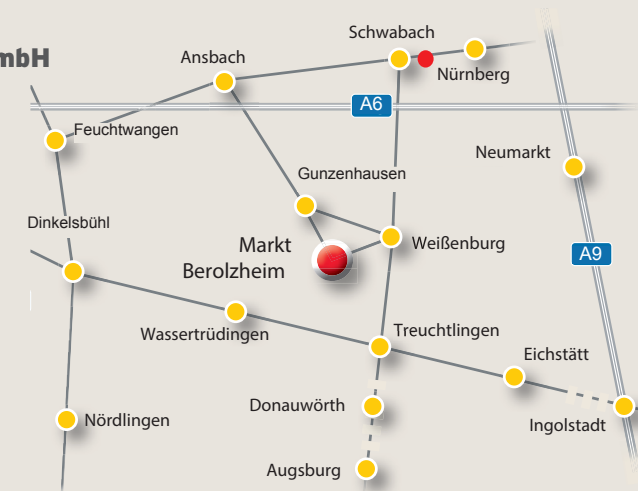 mbH
Schwabach
Ansbach
Nürnberg
A6
Feuchtwangen
Neumarkt
Gunzenhausen
Dinkelsbühl
Markt
Berolzheim
Weißenburg
A9
Wassertrüdingen
Treuchtlingen
Eichstätt
Donauwörth
Nördlingen
Ingolstadt
Augsburg